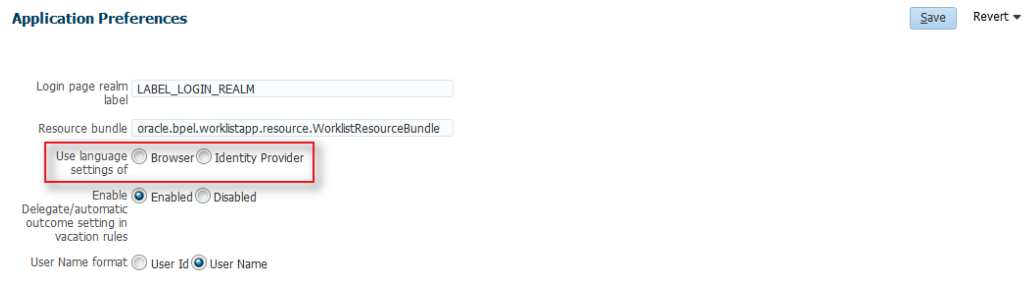 Application Preferences
Save
Revert
Login page realm
label
LABEL_LOGIN_REALM
Resource bundle
oracle.bpel.worklistapp.resource.WorklistResourceBundle
Use language
settings of
Browser
Identity Provider
Enable
Delegate/automatic
outcome setting in
vacation rules
Enabled
Disabled
User Name format
User Id
User Name